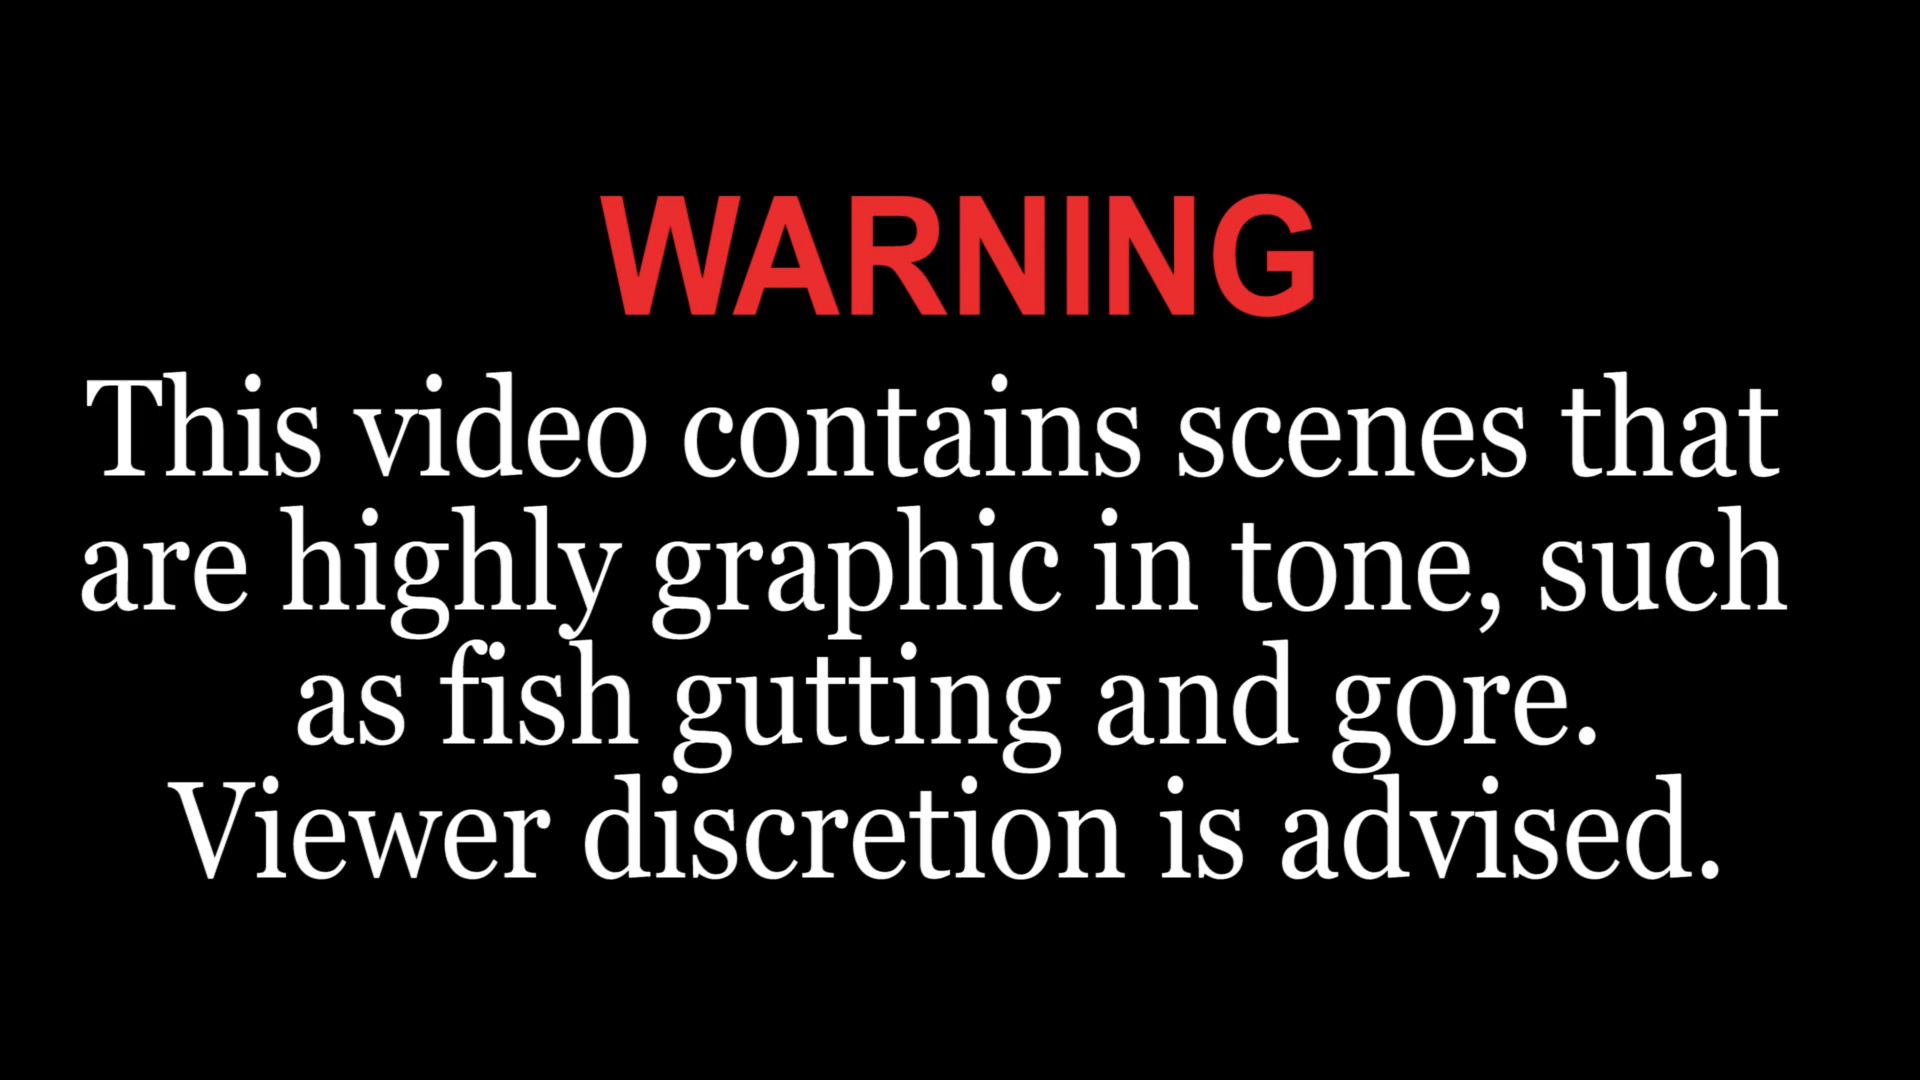 WARNING
This video contains scenes that
are highly graphic in tone, such
as fish gutting and gore.
Viewer discretion is advised.